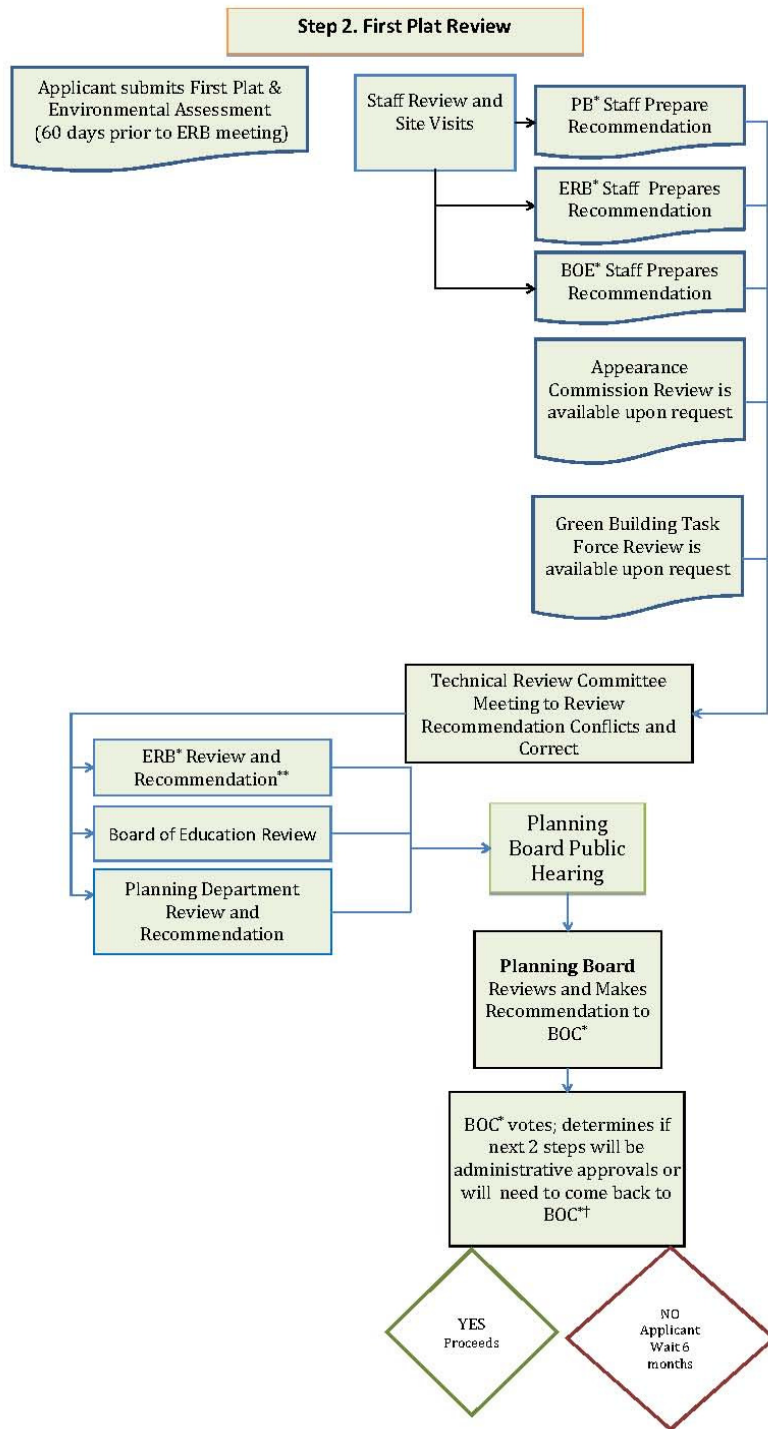 Step 2. First Plat Review
Applicant submits First Plat &
Environmental Assessment
(60 days prior to ERB meeting)
Staff Review and
Site Visits
PB* Staff Prepare
Recommendation
ERB* Staff Prepares
Recommendation
BOE* Staff Prepares
Recommendation
Appearance
Commission Review is
available upon request
Green Building Task
Force Review is
available upon request
Technical Review Committee
Meeting to Review
Recommendation Conflicts and
Correct
ERB* Review and
Recommendation**
Board of Education Review
Planning Department
Review and
Recommendation
Planning
Board Public
Hearing
Planning Board
Reviews and Makes
Recommendation to
BOC*
BOC* votes; determines if
next 2 steps will be
administrative approvals or
will need to come back to
BOC*†
YES
Proceeds
NO
Applicant
Wait 6
months